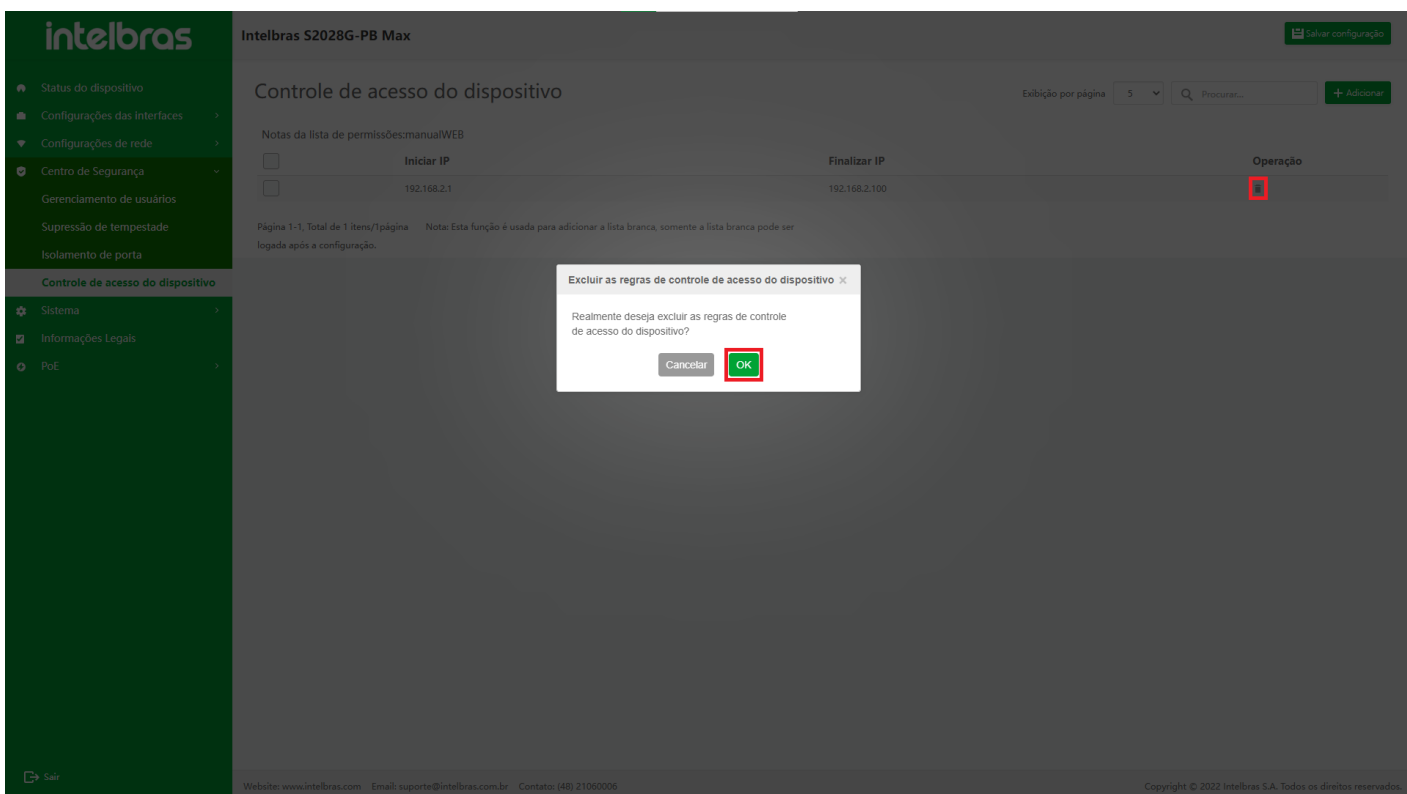 intelbras
Intelbras S2028G-PB Max
Salvar configuração
Status do dispositivo
Configurações das interfaces
Configurações de rede
Centro de Segurança
Gerenciamento de usuários
Supressão de tempestade
Isolamento de porta
Controle de acesso do dispositivo
Sistema
Informações Legais
PoE
Sair
Controle de acesso do dispositivo
Exibição por página 5 Procurar... + Adicionar
Notas da lista de permissões:manualWEB
Iniciar IP Finalizar IP Operação
192.168.2.1 192.168.2.100
Página 1-1, Total de 1 itens/1página Nota: Esta função é usada para adicionar a lista branca, somente a lista branca pode ser
logada após a configuração.
Excluir as regras de controle de acesso do dispositivo ×
Realmente deseja excluir as regras de controle
de acesso do dispositivo?
Cancelar OK
Website: www.intelbras.com Email: suporte@intelbras.com.br Contato: (48) 21060006 Copyright © 2022 Intelbras S.A. Todos os direitos reservados.